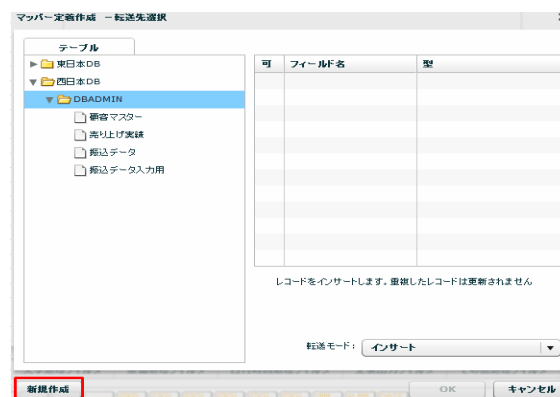 マッパー定義作成 －転送先選択
テーブル
東日本DB
西日本DB
DBADMIN
顧客マスター
売り上げ実績
振込データ
振込データ入力用
可 フィールド名 型
レコードをインサートします。重複したレコードは更新されません
転送モード： インサート
新規作成 OK キャンセル